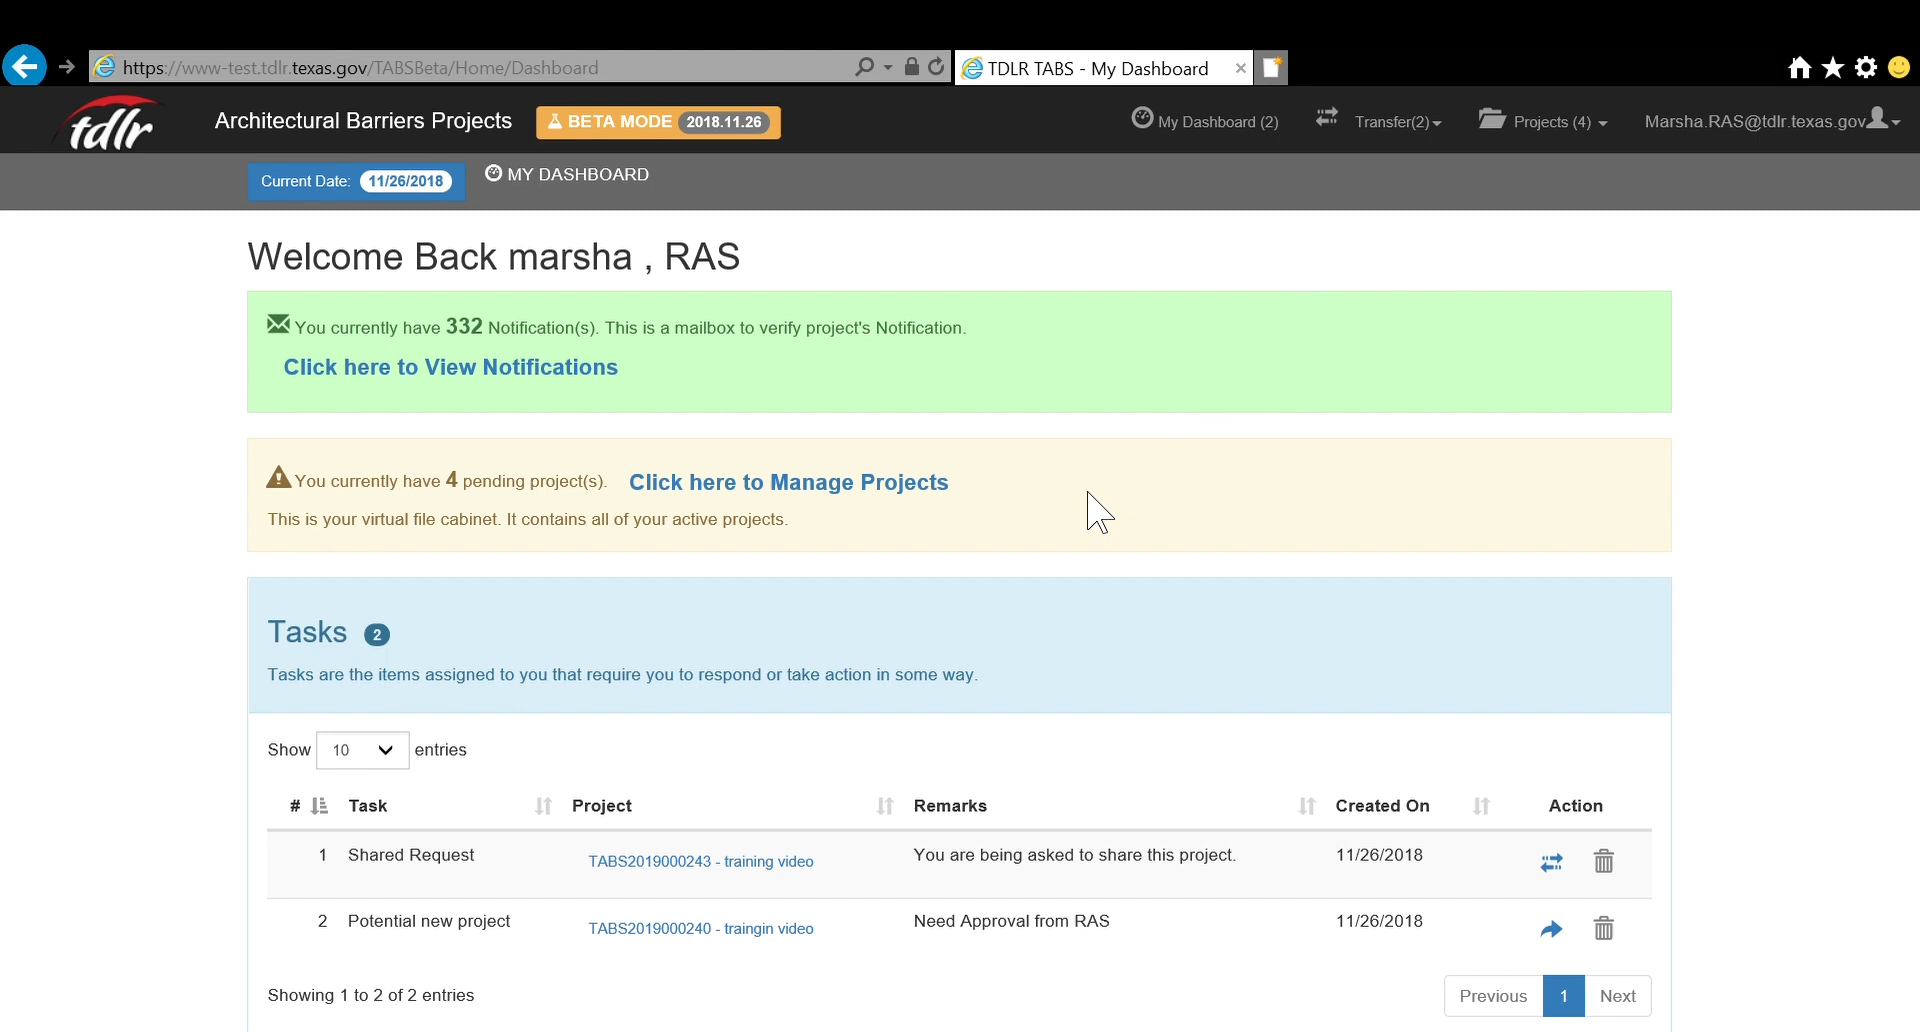 https://www-test.tdlr.texas.gov/TABSBeta/Home/Dashboard
TDLR TABS - My Dashboard
tdlr
Architectural Barriers Projects
BETA MODE 2018.11.26
My Dashboard (2)
Transfer(2)
Projects (4)
Marsha.RAS@tdlr.texas.gov
Current Date: 11/26/2018
MY DASHBOARD
Welcome Back marsha , RAS
You currently have 332 Notification(s). This is a mailbox to verify project's Notification.
Click here to View Notifications
You currently have 4 pending project(s). Click here to Manage Projects
This is your virtual file cabinet. It contains all of your active projects.
Tasks 2
Tasks are the items assigned to you that require you to respond or take action in some way.
Show 10 entries
# Task Project Remarks Created On Action
1 Shared Request TABS2019000243 - training video You are being asked to share this project. 11/26/2018
2 Potential new project TABS2019000240 - traingin video Need Approval from RAS 11/26/2018
Showing 1 to 2 of 2 entries
Previous 1 Next